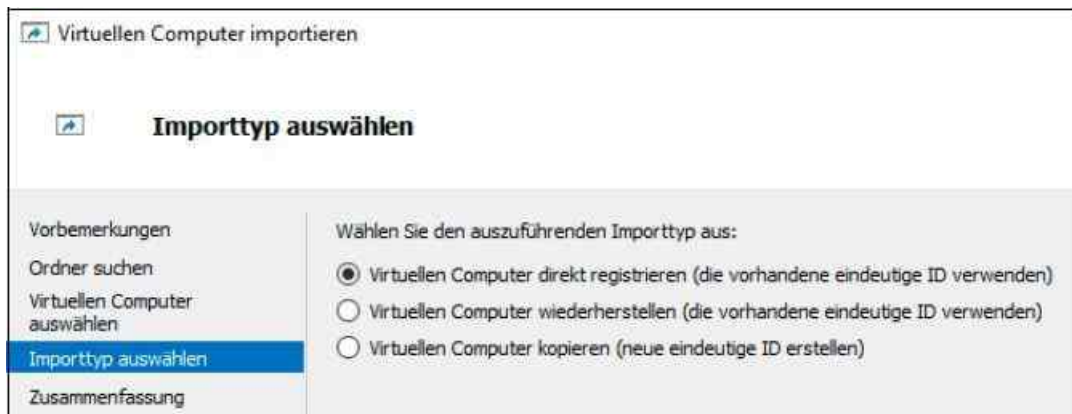 Virtuellen Computer importieren
Importtyp auswählen
Vorbemerkungen
Ordner suchen
Virtuellen Computer
auswählen
Importtyp auswählen
Zusammenfassung
Wählen Sie den auszuführenden Importtyp aus:
Virtuellen Computer direkt registrieren (die vorhandene eindeutige ID verwenden)
Virtuellen Computer wiederherstellen (die vorhandene eindeutige ID verwenden)
Virtuellen Computer kopieren (neue eindeutige ID erstellen)